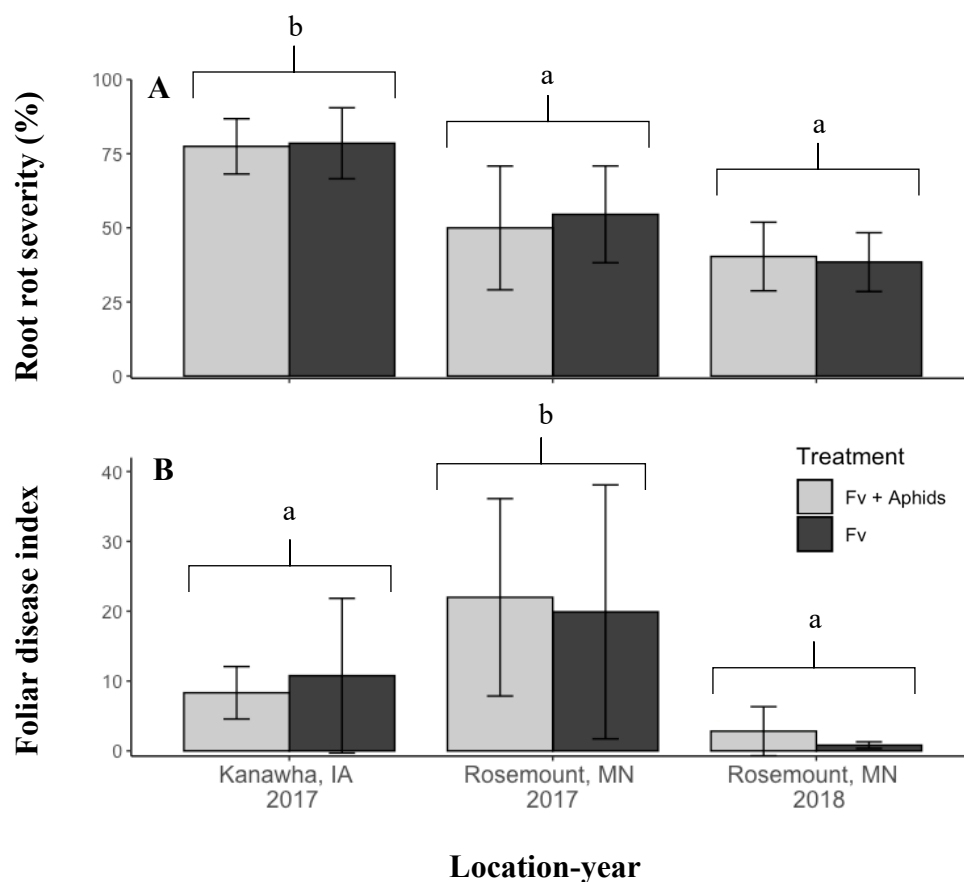 b
a
a
A
100
75
50
25
0
Root rot severity (%)
b
a
a
B
40
30
20
10
0
Foliar disease index
Treatment
Fv + Aphids
Fv
Kanawha, IA
2017
Rosemount, MN
2017
Rosemount, MN
2018
Location-year